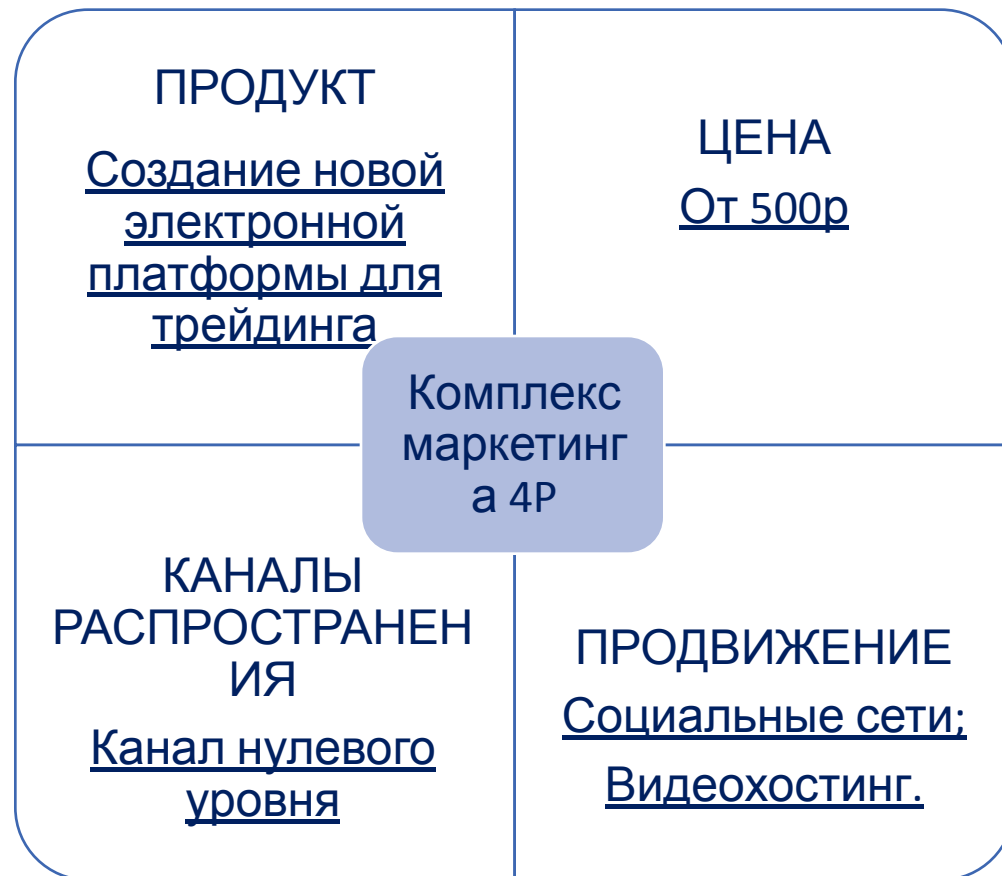 ПРОДУКТ
Создание новой
электронной
платформы для
трейдинга
ЦЕНА
От 500р
Комплекс
маркетинг
а 4P
КАНАЛЫ
РАСПРОСТРАНЕН
ИЯ
Канал нулевого
уровня
ПРОДВИЖЕНИЕ
Социальные сети;
Видеохостинг.